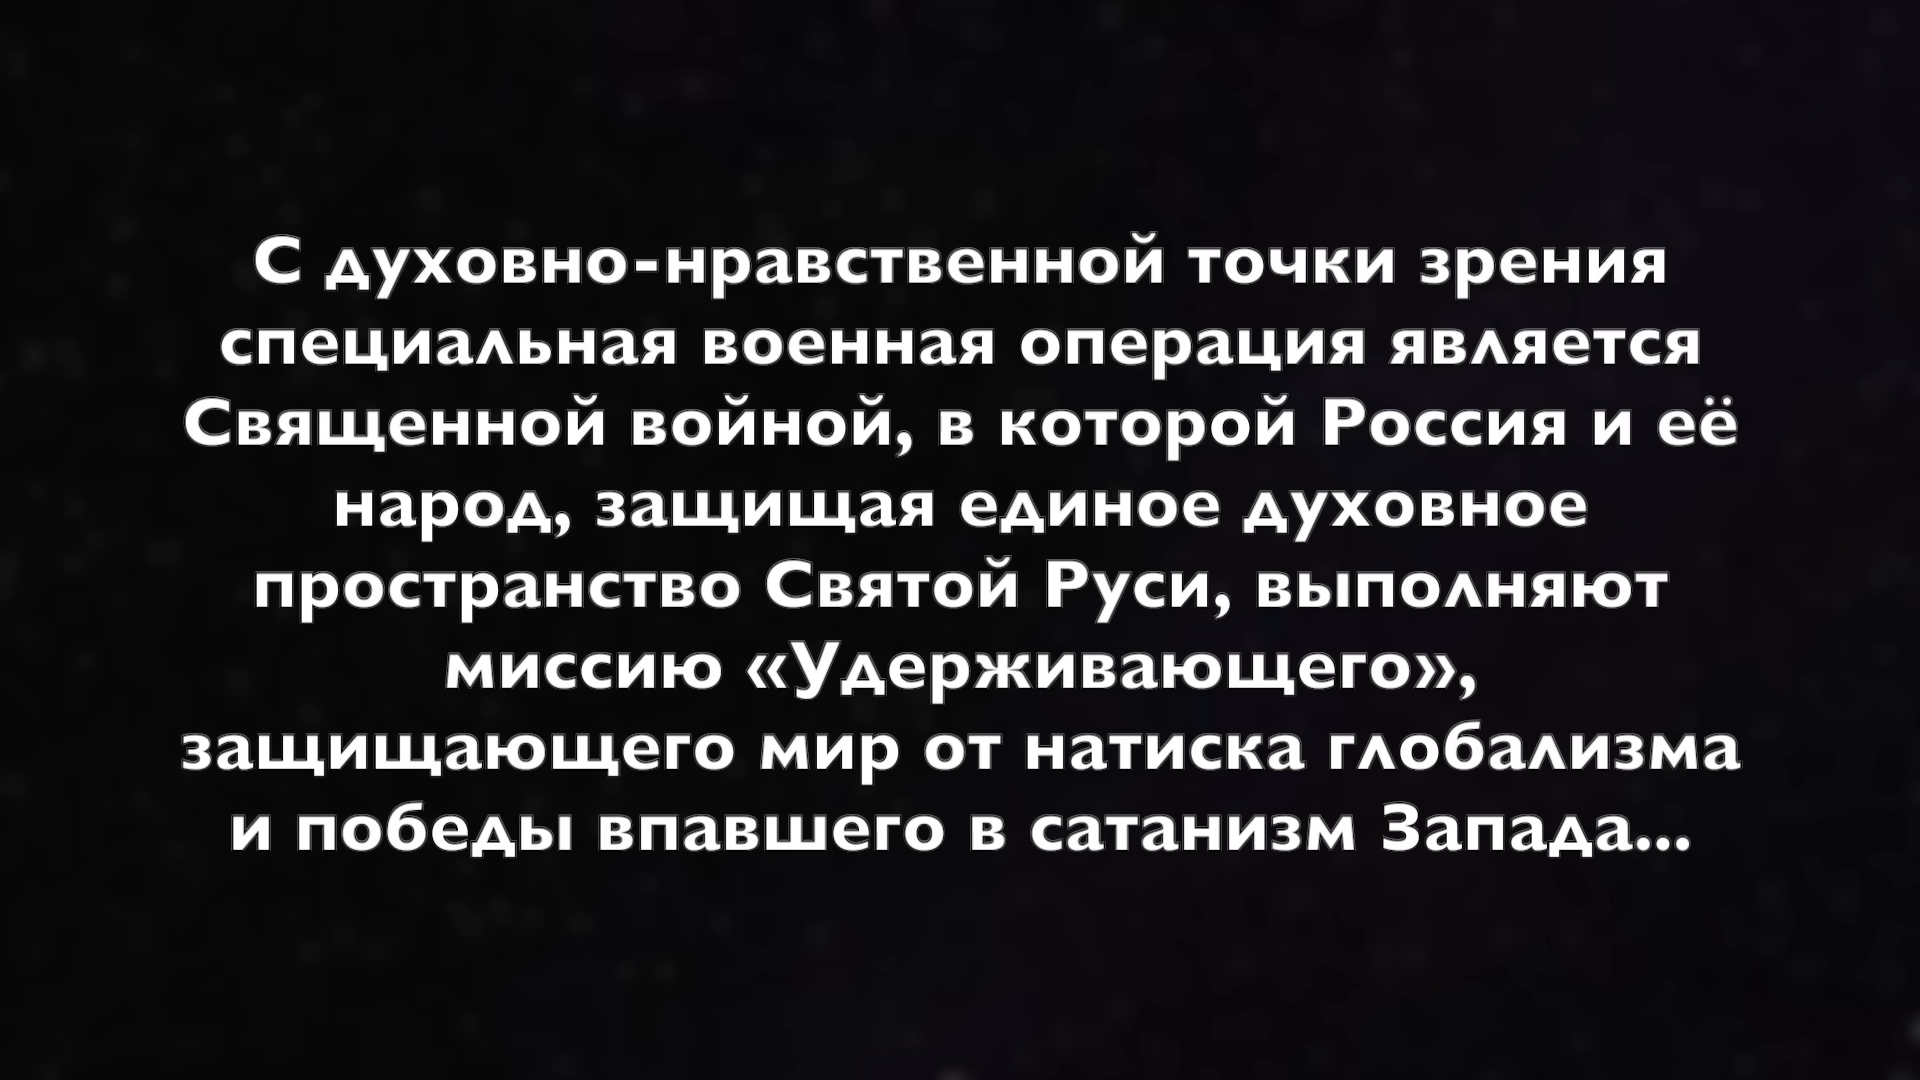 С духовно-нравственной точки зрения
специальная военная операция является
Священной войной, в которой Россия и её
народ, защищая единое духовное
пространство Святой Руси, выполняют
миссию «Удерживающего»,
защищающего мир от натиска глобализма
и победы впавшего в сатанизм Запада...